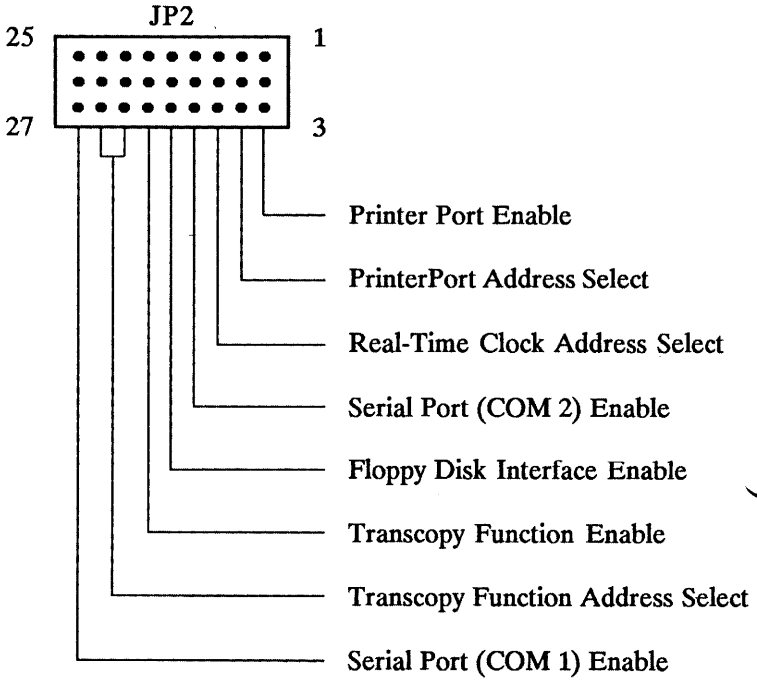 JP2
25 1
27 3
Printer Port Enable
PrinterPort Address Select
Real-Time Clock Address Select
Serial Port (COM 2) Enable
Floppy Disk Interface Enable
Transcopy Function Enable
Transcopy Function Address Select
Serial Port (COM 1) Enable